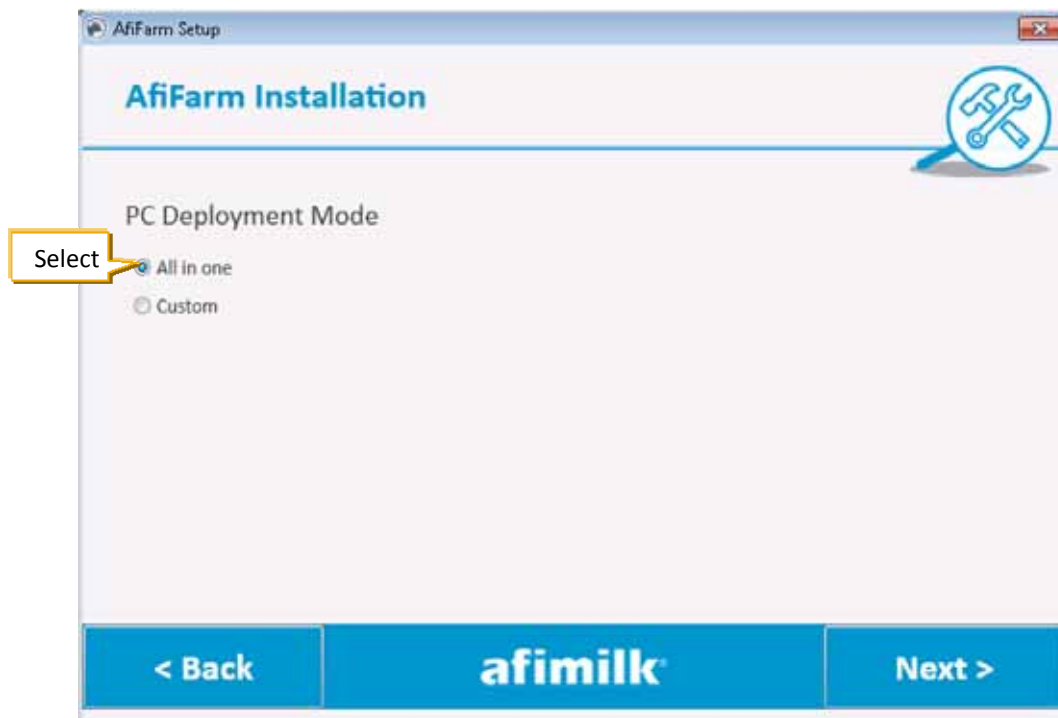 AfiFarm Setup
AfiFarm Installation
PC Deployment Mode
Select
All in one
Custom
< Back
afimilk
Next >